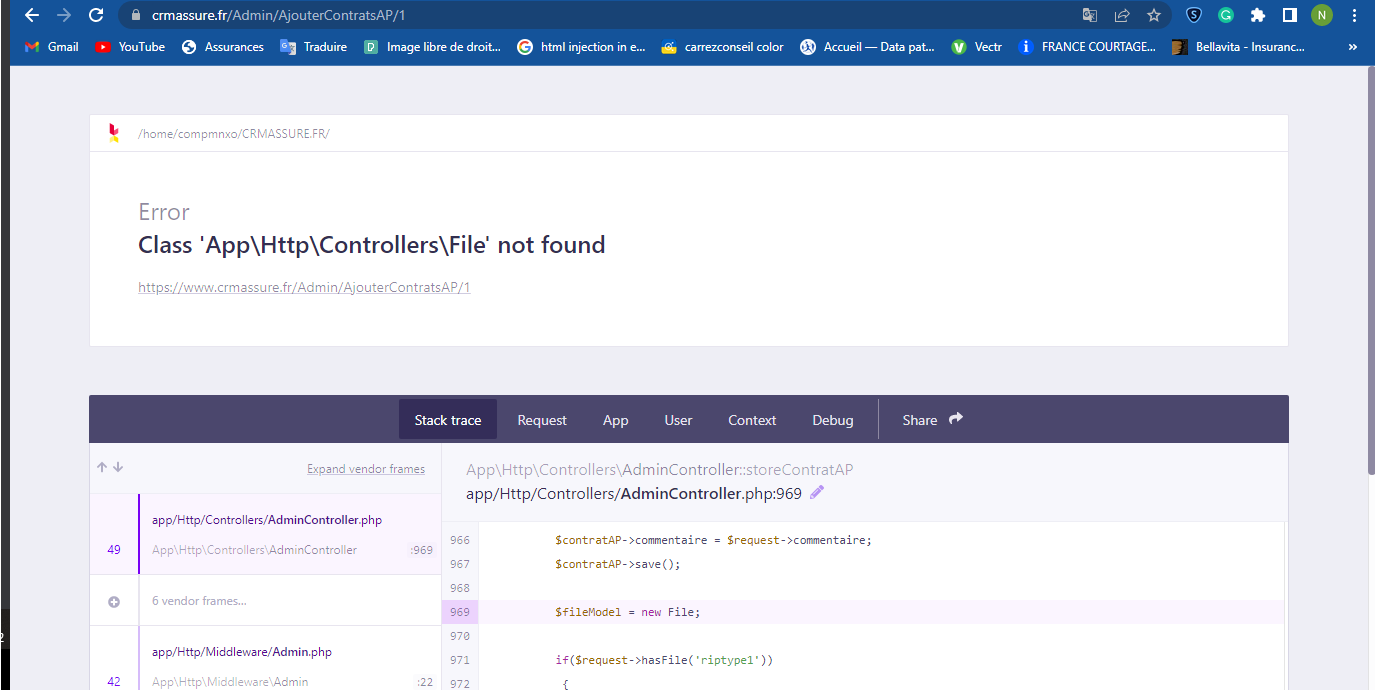 crmassure.fr/Admin/AjouterContratsAP/1
N
Gmail YouTube Assurances Traduire Image libre de droit... html injection in e... carrezconseil color Accueil — Data pat... Vectr FRANCE COURTAGE... Bellavita - Insuranc... »
/home/compmnxo/CRMASSURE.FR/
Error
Class 'App\Http\Controllers\File' not found
https://www.crmassure.fr/Admin/AjouterContratsAP/1
Stack trace Request App User Context Debug Share
Expand vendor frames
App\Http\Controllers\AdminController::storeContratAP
app/Http/Controllers/AdminController.php:969
app/Http/Controllers/AdminController.php
49 App\Http\Controllers\AdminController :969
6 vendor frames...
app/Http/Middleware/Admin.php
42 App\Http\Middleware\Admin :22
966 $contratAP->commentaire = $request->commentaire;
967 $contratAP->save();
968
969 $fileModel = new File;
970
971 if($request->hasFile('riptype1'))
972 {
2